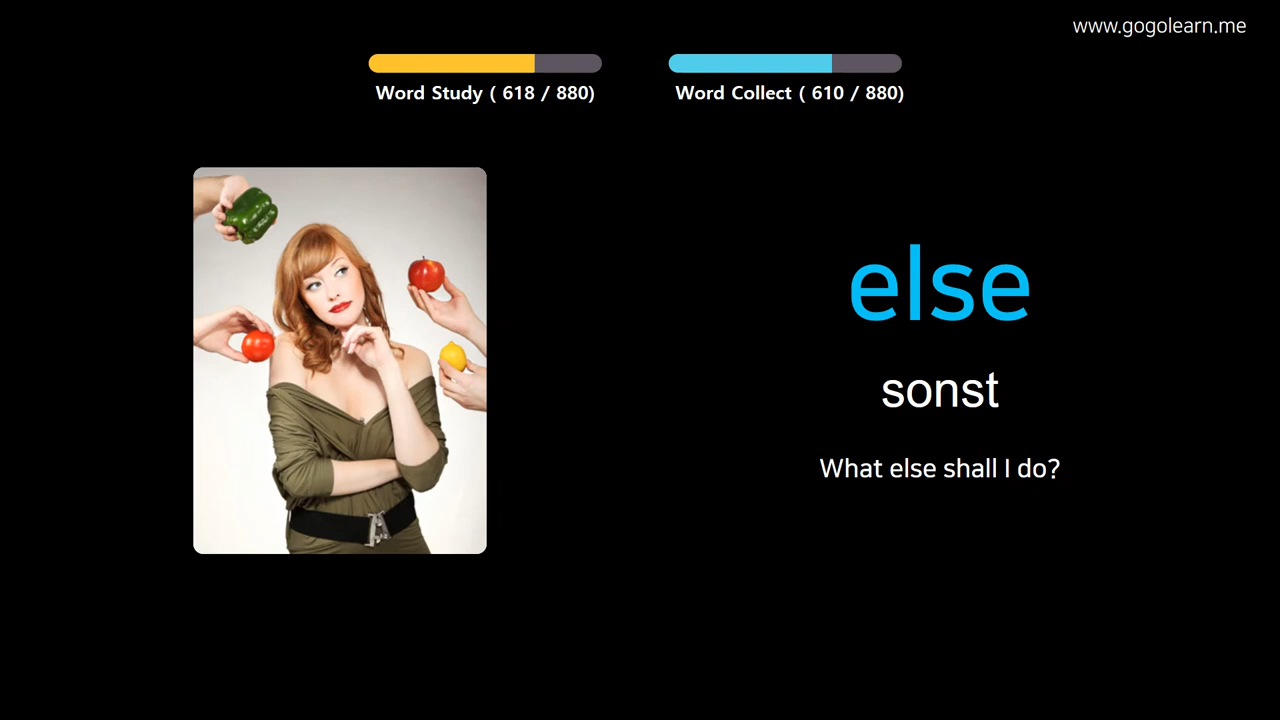 www.gogolearn.me
Word Study ( 618 / 880)
Word Collect ( 610 / 880)
else
sonst
What else shall I do?